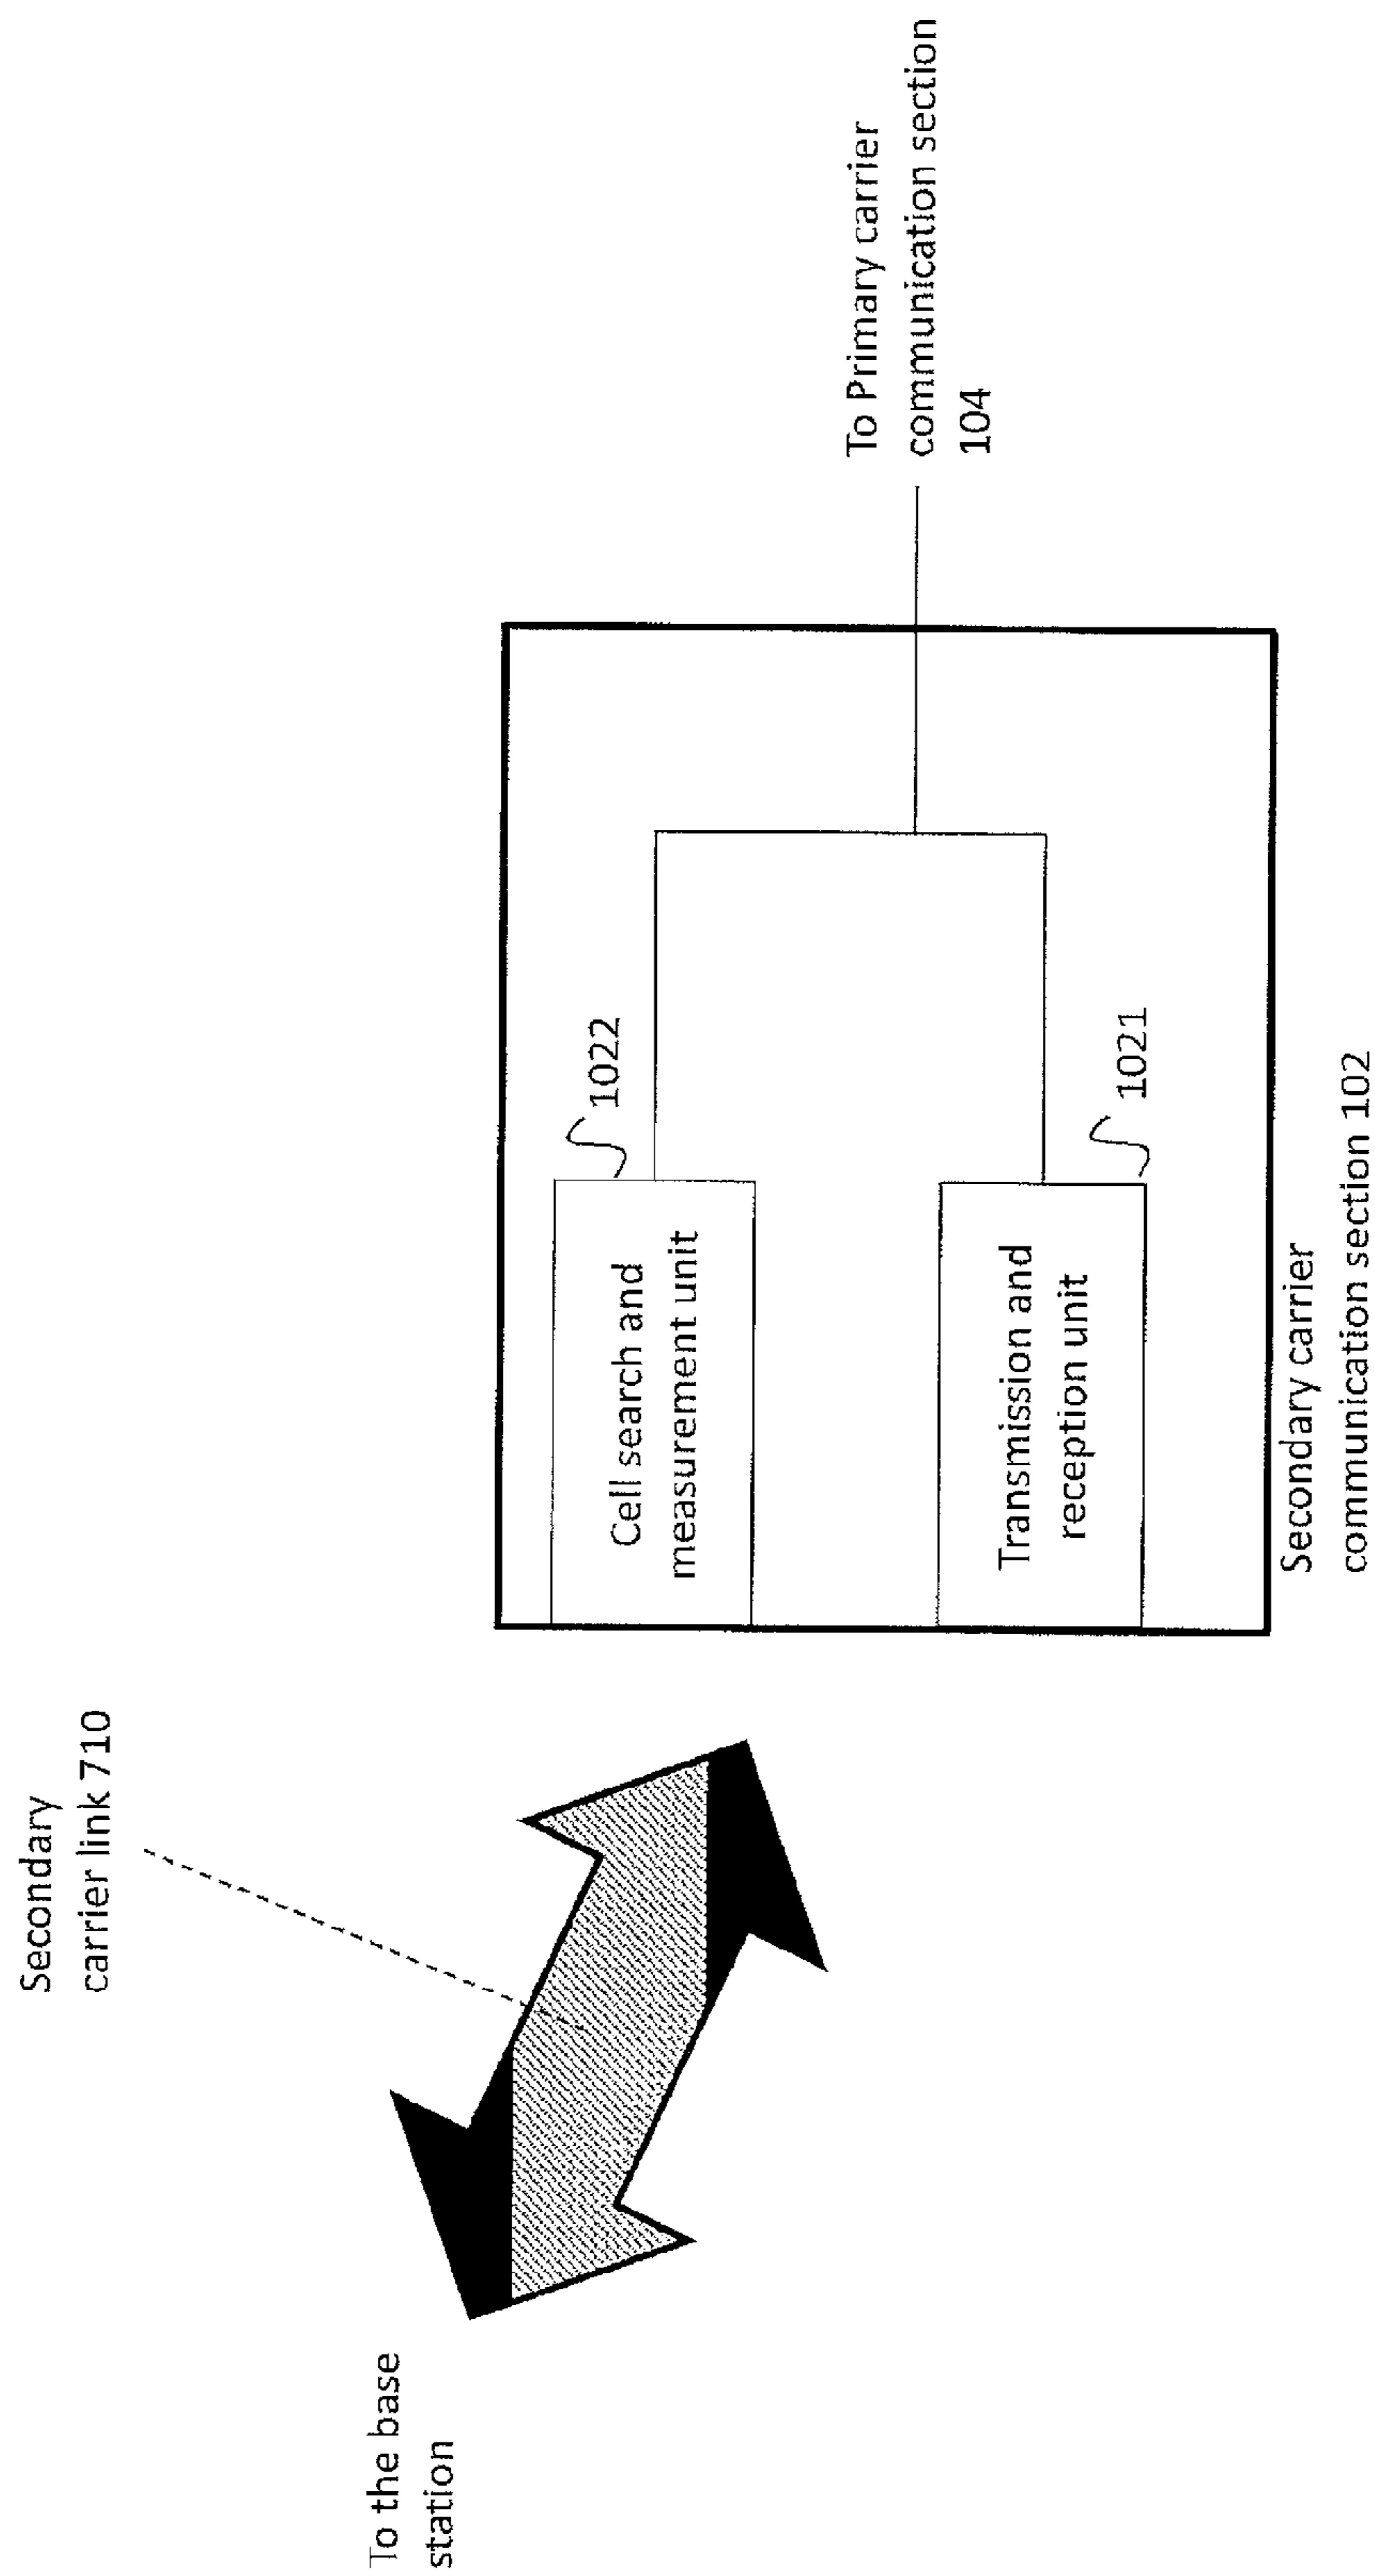 Secondary
carrier link 710
To the base
station
Cell search and
measurement unit
1022
Transmission and
reception unit
1021
To Primary carrier
communication section
104
Secondary carrier
communication section 102